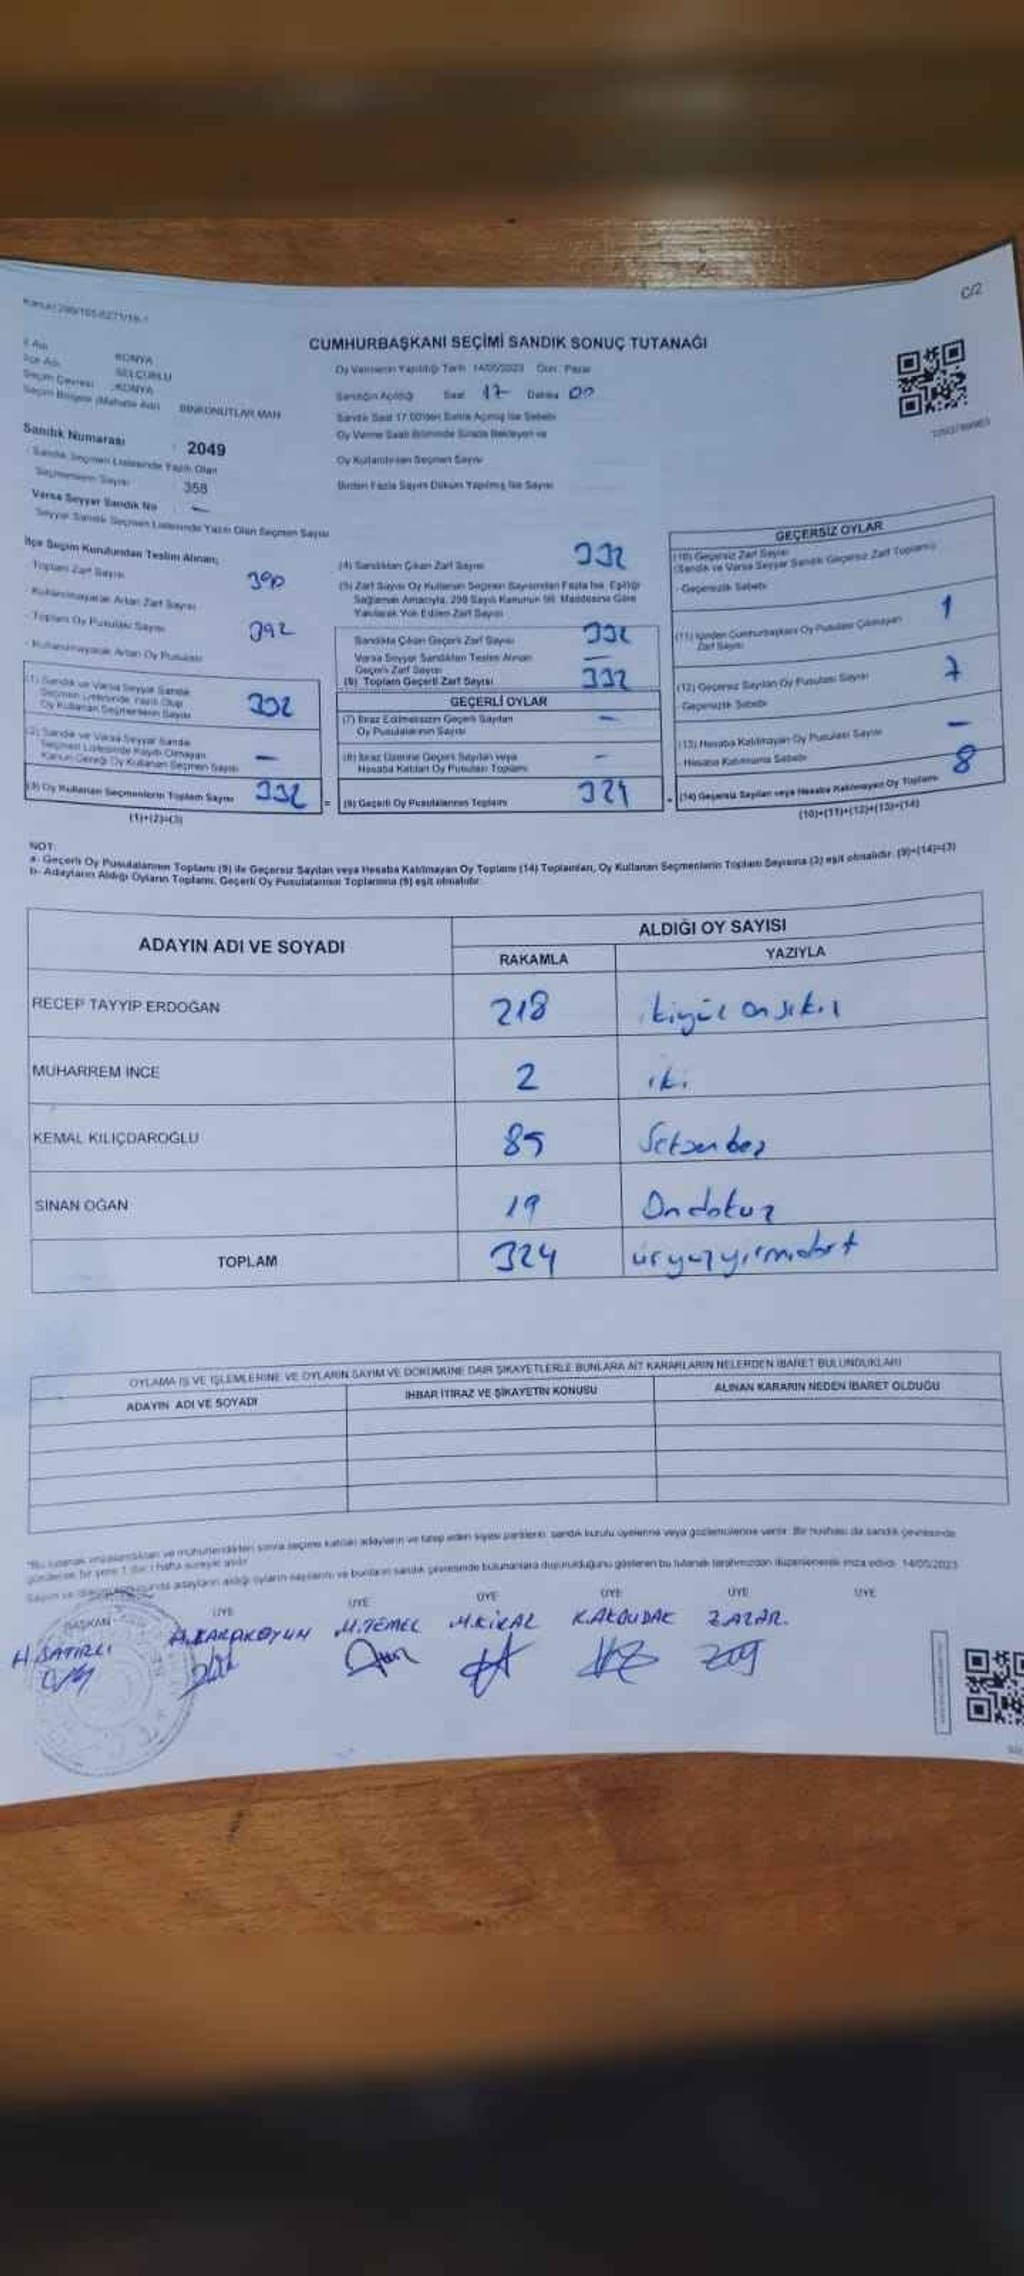 C/2
CUMHURBAŞKANI SEÇİMİ SANDIK SONUÇ TUTANAĞI
İl Adı : KONYA
İlçe Adı : SELÇUKLU
Seçim Çevresi : KONYA
Seçim Bölgesi (Mahalle Adı) : BİNKONUTLAR MAH
Oy Vermenin Yapıldığı Tarih 14/05/2023 Gün : Pazar
Sandığın Açıldığı Saat 17 Dakika 00
Sandık Saat 17.00'den Sonra Açılmış İse Sebebi
Oy Verme Saati Bitiminde Sırada Bekleyen ve
Oy Kullandırılan Seçmen Sayısı
Birden Fazla Sayım Döküm Yapılmış İse Sayısı
Sandık Numarası : 2049
- Sandık Seçmen Listesinde Yazılı Olan
Seçmenlerin Sayısı : 358
Varsa Seyyar Sandık No : -
Seyyar Sandık Seçmen Listesinde Yazılı Olan Seçmen Sayısı
İlçe Seçim Kurulundan Teslim Alınan;
Toplam Zarf Sayısı 390
- Kullanılmayarak Artan Zarf Sayısı
- Toplam Oy Pusulası Sayısı 392
- Kullanılmayarak Artan Oy Pusulası
(1) Sandık ve Varsa Seyyar Sandık
Seçmen Listesinde Yazılı Olup
Oy Kullanan Seçmenlerin Sayısı 332
(2) Sandık ve Varsa Seyyar Sandık
Seçmen Listesinde Kayıtlı Olmayan
Kanun Gereği Oy Kullanan Seçmen Sayısı -
(3) Oy Kullanan Seçmenlerin Toplam Sayısı 332 =
(1)+(2)=(3)
(4) Sandıktan Çıkan Zarf Sayısı 332
(5) Zarf Sayısı Oy Kullanan Seçmen Sayısından Fazla İse, Eşitliği
Sağlamak Amacıyla, 298 Sayılı Kanunun 98. Maddesine Göre
Yakılarak Yok Edilen Zarf Sayısı
Sandıkta Çıkan Geçerli Zarf Sayısı 332
Varsa Seyyar Sandıktan Teslim Alınan
Geçerli Zarf Sayısı -
(6) Toplam Geçerli Zarf Sayısı 332
GEÇERLİ OYLAR
(7) İtiraz Edilmeksizin Geçerli Sayılan
Oy Pusulalarının Sayısı -
(8) İtiraz Üzerine Geçerli Sayılan veya
Hesaba Katılan Oy Pusulası Toplamı -
(9) Geçerli Oy Pusulalarının Toplamı 324
GEÇERSİZ OYLAR
(10) Geçersiz Zarf Sayısı
(Sandık ve Varsa Seyyar Sandık Geçersiz Zarf Toplamı)
- Geçersizlik Sebebi
(11) İçinden Cumhurbaşkanı Oy Pusulası Çıkmayan
Zarf Sayısı 1
(12) Geçersiz Sayılan Oy Pusulası Sayısı 7
- Geçersizlik Sebebi
(13) Hesaba Katılmayan Oy Pusulası Sayısı -
- Hesaba Katılmama Sebebi
(14) Geçersiz Sayılan veya Hesaba Katılmayan Oy Toplamı 8
(10)+(11)+(12)+(13)=(14)
NOT:
a- Geçerli Oy Pusulalarının Toplamı (9) ile Geçersiz Sayılan veya Hesaba Katılmayan Oy Toplamı (14) Toplamları, Oy Kullanan Seçmenlerin Toplam Sayısına (3) eşit olmalıdır. (9)+(14)=(3)
b- Adayların Aldığı Oyların Toplamı, Geçerli Oy Pusulalarının Toplamına (9) eşit olmalıdır.
ADAYIN ADI VE SOYADI
ALDIĞI OY SAYISI
RAKAMLA YAZIYLA
RECEP TAYYİP ERDOĞAN 218 ikiyüz onsekiz
MUHARREM İNCE 2 iki
KEMAL KILIÇDAROĞLU 85 Seksenbeş
SİNAN OĞAN 19 Ondokuz
TOPLAM 324 üçyüzyirmidört
OYLAMA İŞ VE İŞLEMLERİNE VE OYLARIN SAYIM VE DÖKÜMÜNE DAİR ŞİKAYETLERLE BUNLARA AİT KARARLARIN NELERDEN İBARET BULUNDUKLARI
ADAYIN ADI VE SOYADI
İHBAR İTİRAZ VE ŞİKAYETİN KONUSU
ALINAN KARARIN NEDEN İBARET OLDUĞU
BAŞKAN ÜYE ÜYE ÜYE ÜYE ÜYE ÜYE
H.SATIRLI A.KARAKOYUN M.TEMEL M.KIRAL K.AKBUDAK Z.AZAR.